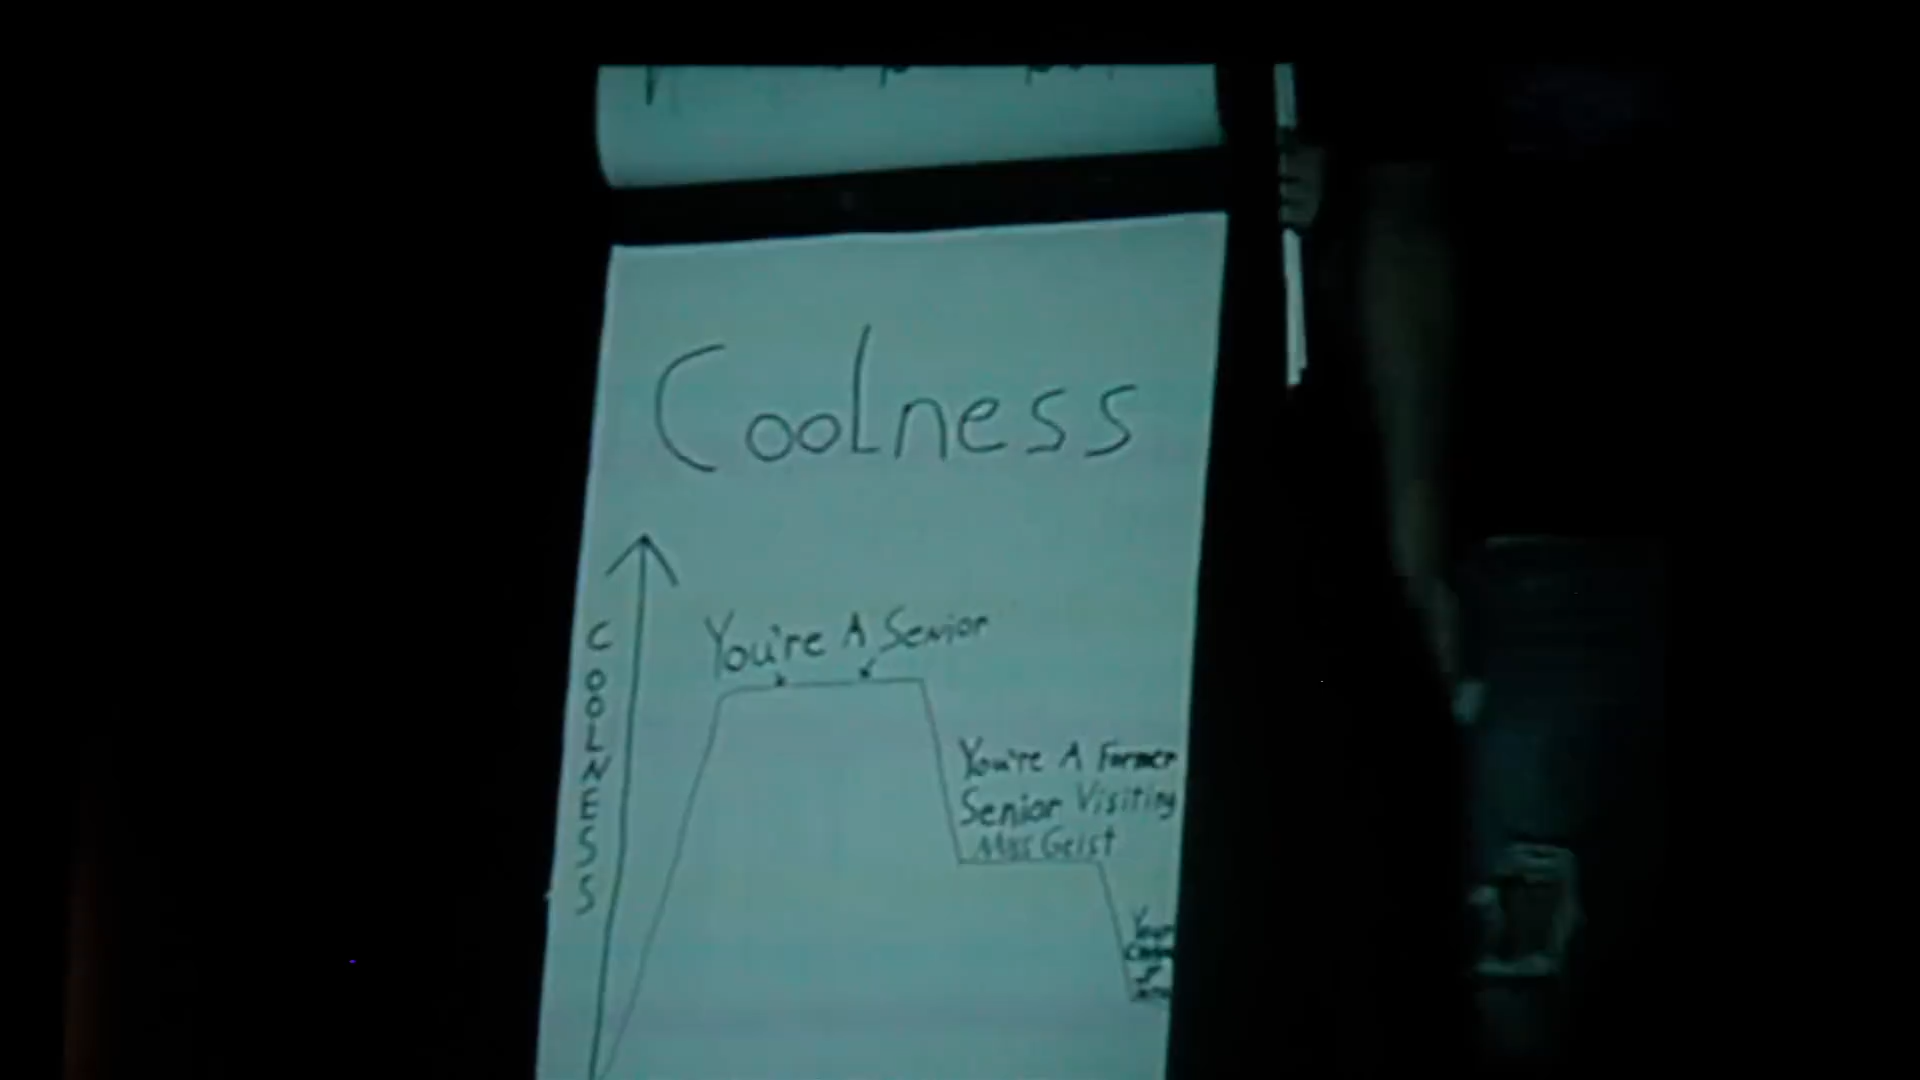 Coolness
COOLNESS
You're A Senior
You're A Former
Senior Visiting
Miss Geist